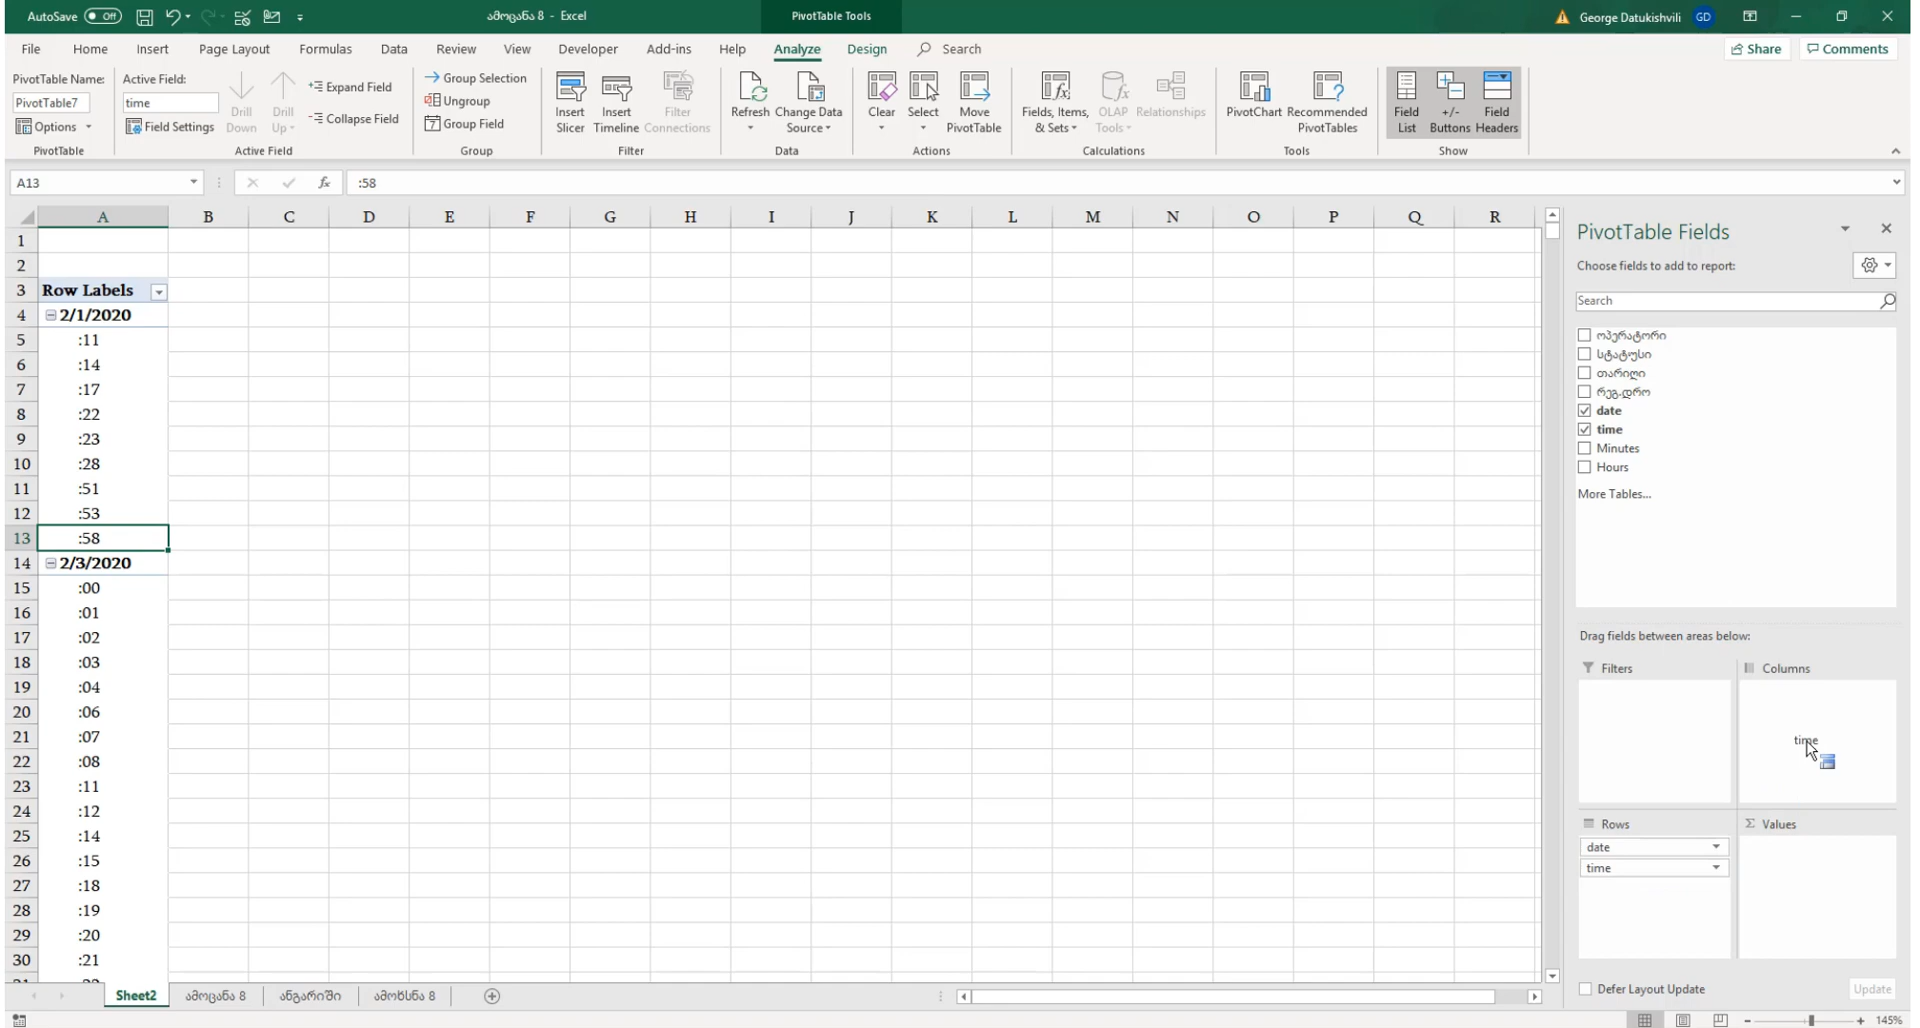 AutoSave Off ამოცანა 8 - Excel PivotTable Tools George Datukishvili GD
File Home Insert Page Layout Formulas Data Review View Developer Add-ins Help Analyze Design Search Share Comments
PivotTable Name: Active Field:
PivotTable7 time
Options Field Settings
Drill Down Drill Up
Expand Field
Collapse Field
Group Selection
Ungroup
Group Field
Insert Slicer Insert Timeline Filter Connections
Refresh Change Data Source
Clear Select Move PivotTable
Fields, Items, & Sets OLAP Tools Relationships
PivotChart Recommended PivotTables
Field List +/- Buttons Field Headers
PivotTable Active Field Group Filter Data Actions Calculations Tools Show
A13 fx :58
A B C D E F G H I J K L M N O P Q R
1
2
3 Row Labels
4 2/1/2020
5 :11
6 :14
7 :17
8 :22
9 :23
10 :28
11 :51
12 :53
13 :58
14 2/3/2020
15 :00
16 :01
17 :02
18 :03
19 :04
20 :06
21 :07
22 :08
23 :11
24 :12
25 :14
26 :15
27 :18
28 :19
29 :20
30 :21
PivotTable Fields
Choose fields to add to report:
Search
ოპერატორი
სტატუსი
თარიღი
რეგ.დრო
date
time
Minutes
Hours
More Tables...
Drag fields between areas below:
Filters Columns
time
Rows Σ Values
date
time
Defer Layout Update Update
Sheet2 ამოცანა 8 ანგარიში ამოხსნა 8
145%